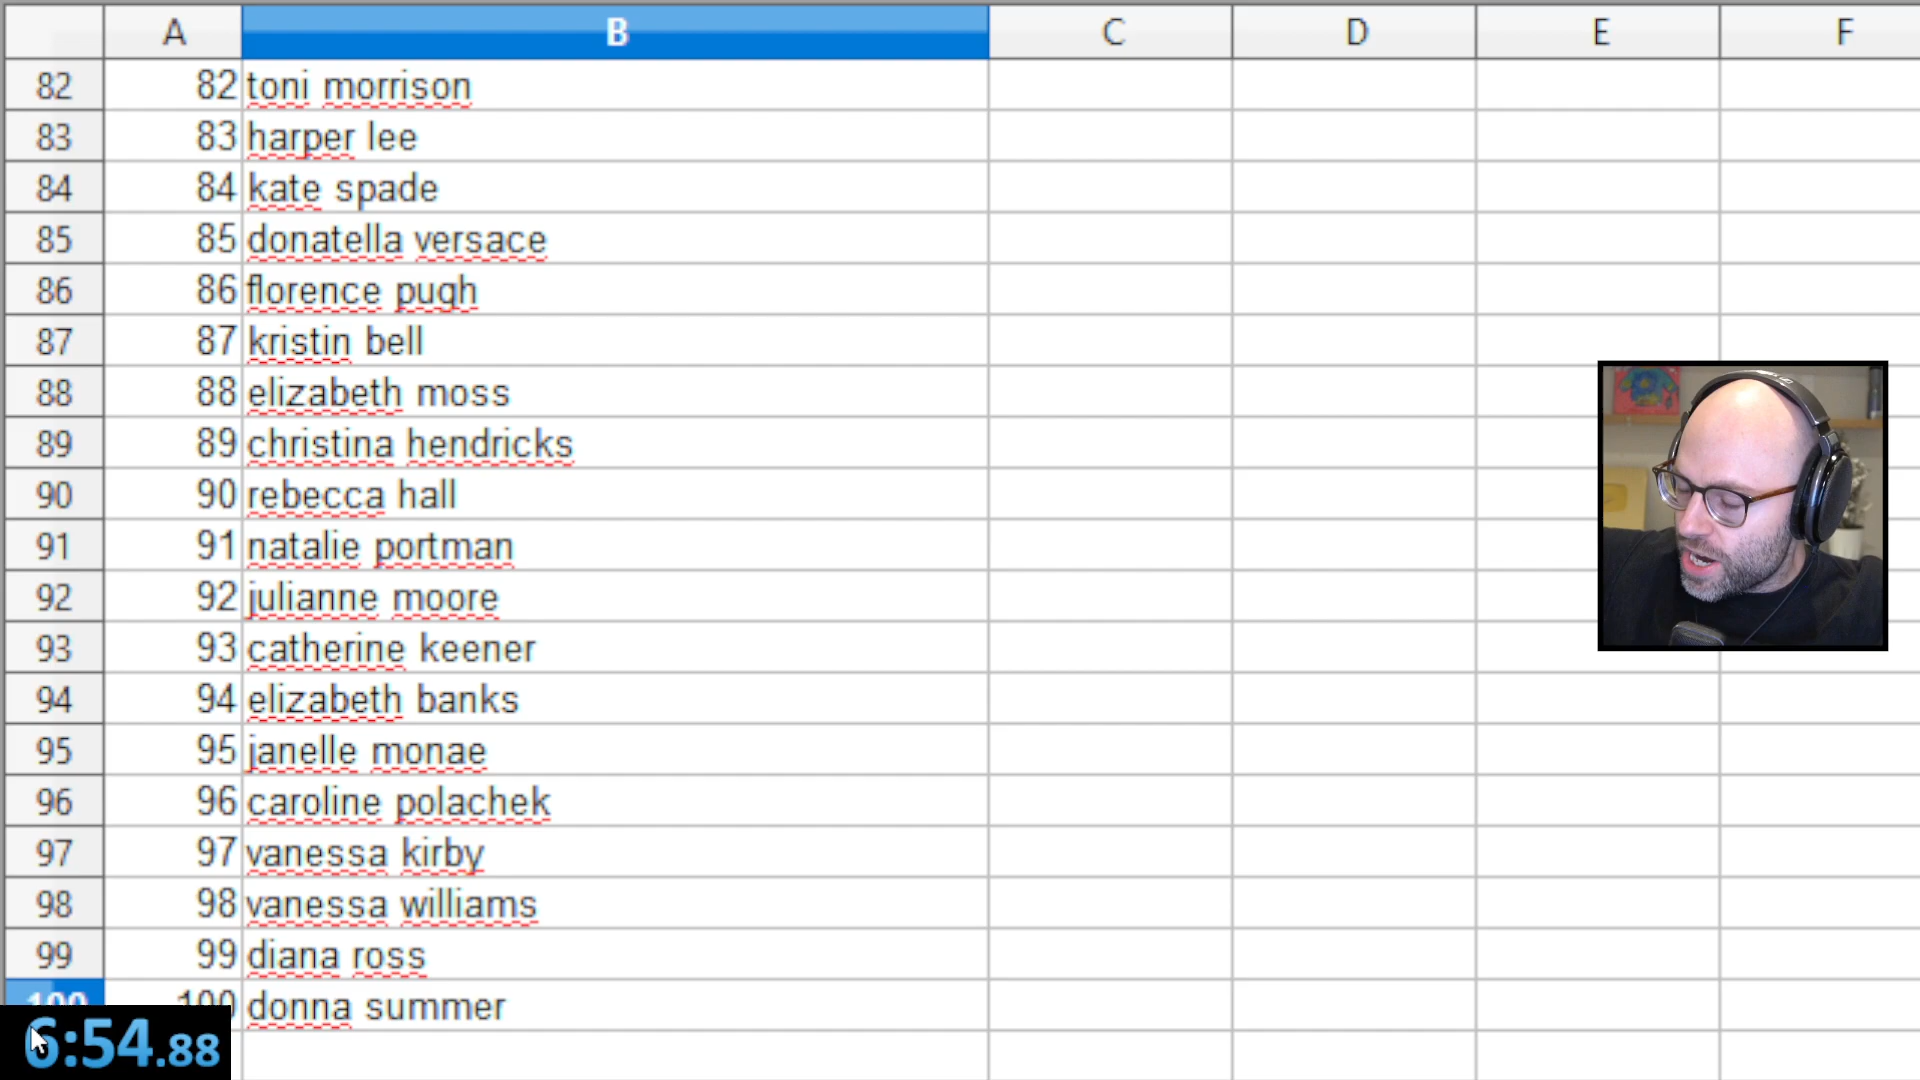 A B C D E F
82 82 toni morrison
83 83 harper lee
84 84 kate spade
85 85 donatella versace
86 86 florence pugh
87 87 kristin bell
88 88 elizabeth moss
89 89 christina hendricks
90 90 rebecca hall
91 91 natalie portman
92 92 julianne moore
93 93 catherine keener
94 94 elizabeth banks
95 95 janelle monae
96 96 caroline polachek
97 97 vanessa kirby
98 98 vanessa williams
99 99 diana ross
100 100 donna summer
6:54.88